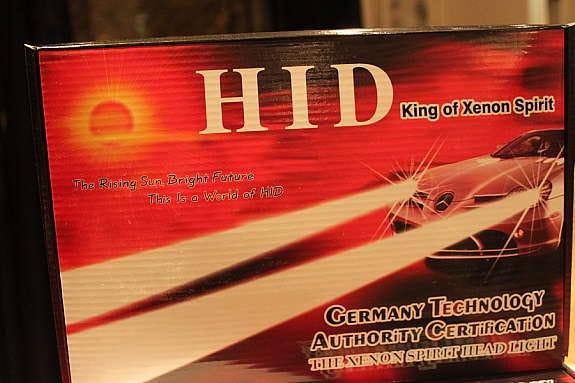 HID
King of Xenon Spirit
The Rising Sun, Bright Future
This Is a World of HID
GERMANY TECHNOLOGY
AUTHORITY CERTIFICATION
THE XENON SPIRIT HEAD LIGHT